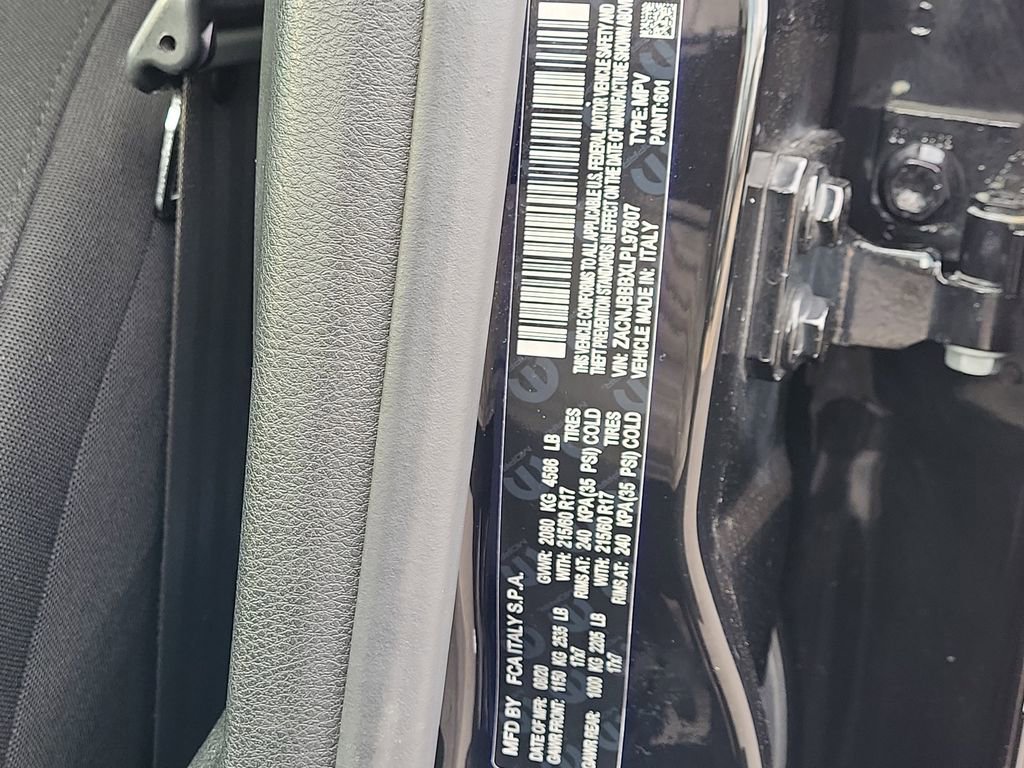 MFD BY FCA ITALY S.P.A.
DATE OF MFR: GVWR: 2080 KG 4586 LB
GAWR FRONT: 1150 KG 2535 LB WITH: 215/60 R17 TIRES
17x7 RIMS AT: 240 KPA (35 PSI) COLD
GAWR REAR: 1000 KG 2205 LB WITH: 215/60 R17 TIRES
17x7 RIMS AT: 240 KPA (35 PSI) COLD
THIS VEHICLE CONFORMS TO ALL APPLICABLE U.S. FEDERAL MOTOR VEHICLE SAFETY AND
THEFT PREVENTION STANDARDS IN EFFECT ON THE DATE OF MANUFACTURE SHOWN ABOVE
VIN: ZACNJBBBXLPL97807 TYPE: MPV
VEHICLE MADE IN: ITALY PAINT: 601